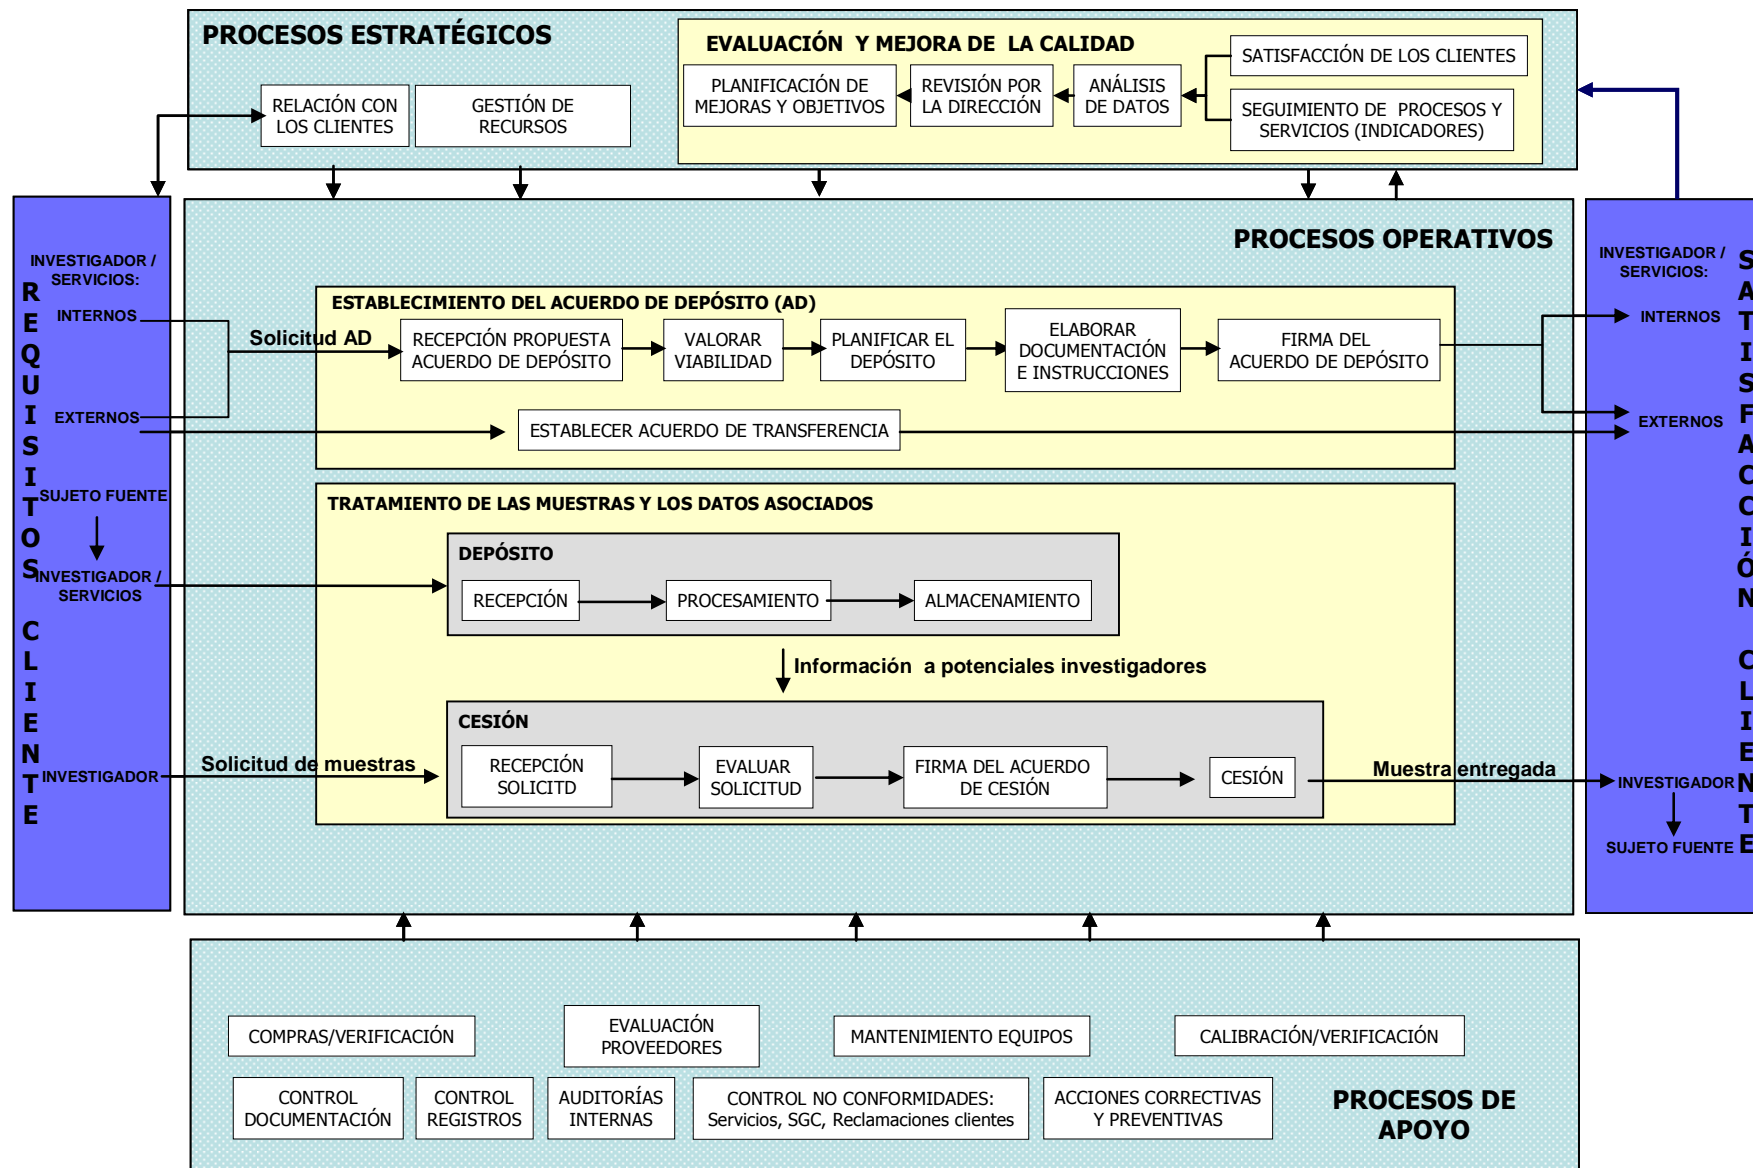 PROCESOS ESTRATÉGICOS
RELACIÓN CON
LOS CLIENTES
GESTIÓN DE
RECURSOS
EVALUACIÓN Y MEJORA DE LA CALIDAD
PLANIFICACIÓN DE
MEJORAS Y OBJETIVOS
REVISIÓN POR
LA DIRECCIÓN
ANÁLISIS
DE DATOS
SATISFACCIÓN DE LOS CLIENTES
SEGUIMIENTO DE PROCESOS Y
SERVICIOS (INDICADORES)
REQUISITOS CLIENTE
INVESTIGADOR /
SERVICIOS:
INTERNOS
EXTERNOS
SUJETO FUENTE
INVESTIGADOR /
SERVICIOS
INVESTIGADOR
PROCESOS OPERATIVOS
ESTABLECIMIENTO DEL ACUERDO DE DEPÓSITO (AD)
Solicitud AD
RECEPCIÓN PROPUESTA
ACUERDO DE DEPÓSITO
VALORAR
VIABILIDAD
PLANIFICAR EL
DEPÓSITO
ELABORAR
DOCUMENTACIÓN
E INSTRUCCIONES
FIRMA DEL
ACUERDO DE DEPÓSITO
ESTABLECER ACUERDO DE TRANSFERENCIA
TRATAMIENTO DE LAS MUESTRAS Y LOS DATOS ASOCIADOS
DEPÓSITO
RECEPCIÓN
PROCESAMIENTO
ALMACENAMIENTO
Información a potenciales investigadores
CESIÓN
Solicitud de muestras
RECEPCIÓN
SOLICITD
EVALUAR
SOLICITUD
FIRMA DEL ACUERDO
DE CESIÓN
CESIÓN
Muestra entregada
SATISFACCIÓN CLIENTE
INVESTIGADOR /
SERVICIOS:
INTERNOS
EXTERNOS
INVESTIGADOR
SUJETO FUENTE
COMPRAS/VERIFICACIÓN
EVALUACIÓN
PROVEEDORES
MANTENIMIENTO EQUIPOS
CALIBRACIÓN/VERIFICACIÓN
CONTROL
DOCUMENTACIÓN
CONTROL
REGISTROS
AUDITORÍAS
INTERNAS
CONTROL NO CONFORMIDADES:
Servicios, SGC, Reclamaciones clientes
ACCIONES CORRECTIVAS
Y PREVENTIVAS
PROCESOS DE
APOYO